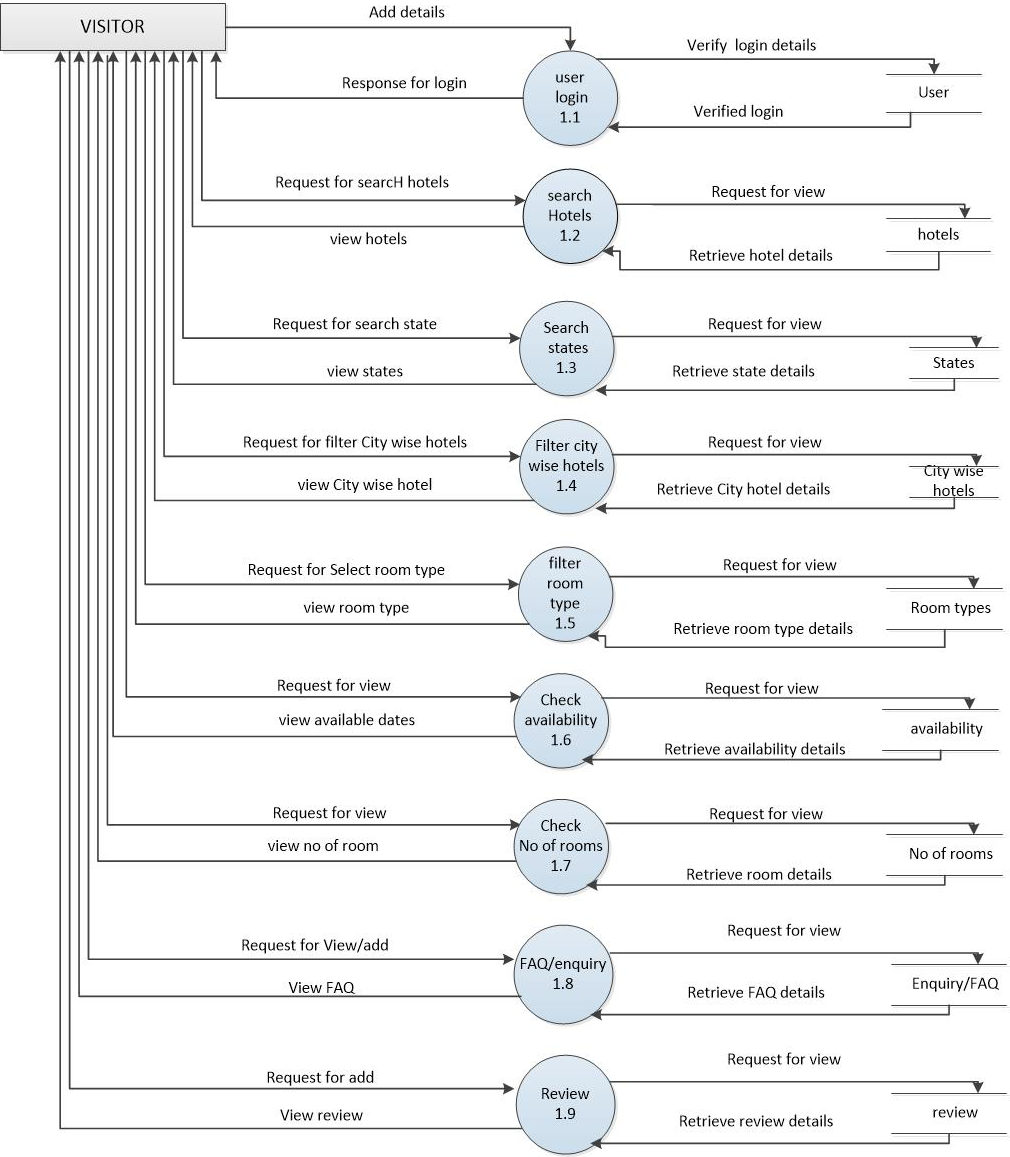 VISITOR
Add details
Response for login
user
login
1.1
Verify  login details
User
Verified login
Request for searcH hotels
view hotels
search
Hotels
1.2
Request for view
hotels
Retrieve hotel details
Request for search state
view states
Search
states
1.3
Request for view
States
Retrieve state details
Request for filter City wise hotels
view City wise hotel
Filter city
wise hotels
1.4
Request for view
City wise
hotels
Retrieve City hotel details
Request for Select room type
view room type
filter
room
type
1.5
Request for view
Room types
Retrieve room type details
Request for view
view available dates
Check
availability
1.6
Request for view
availability
Retrieve availability details
Request for view
view no of room
Check
No of rooms
1.7
Request for view
No of rooms
Retrieve room details
Request for View/add
View FAQ
FAQ/enquiry
1.8
Request for view
Enquiry/FAQ
Retrieve FAQ details
Request for add
View review
Review
1.9
Request for view
review
Retrieve review details